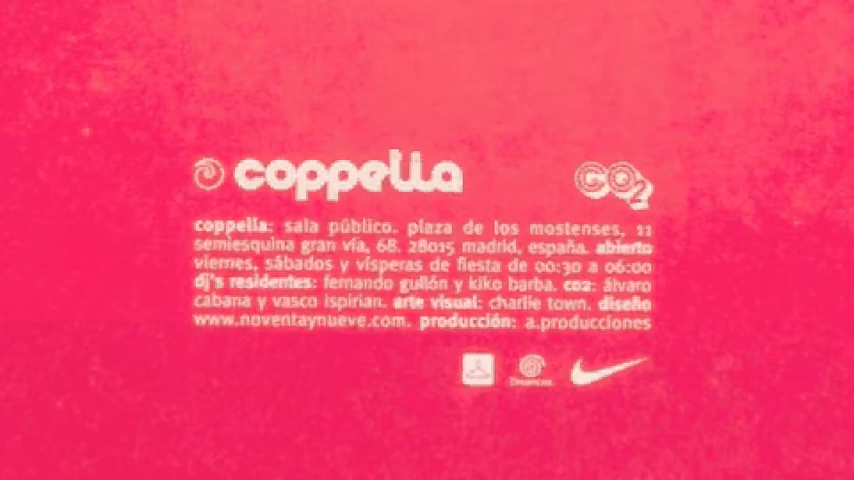 coppelia CO2
coppelia: sala público. plaza de los mostenses, 11
semiesquina gran vía, 68. 28015 madrid, españa. abierto
viernes, sábados y vísperas de fiesta de 00:30 a 06:00
dj's residentes: fernando gullón y kiko barba. co2: álvaro
cabana y vasco ispirian. arte visual: charlie town. diseño
www.noventaynueve.com. producción: a.producciones
Dreamcast